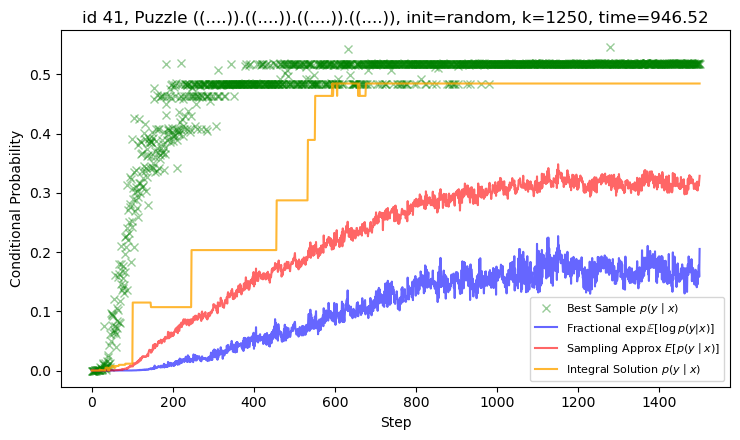 id 41, Puzzle ((....)).((....)).((....)).((....)), init=random, k=1250, time=946.52
Conditional Probability
0.5
0.4
0.3
0.2
0.1
0.0
Best Sample p(y | x)
Fractional exp 𝔼[log p(y|x)]
Sampling Approx E[p(y | x)]
Integral Solution p(y | x)
0 200 400 600 800 1000 1200 1400
Step